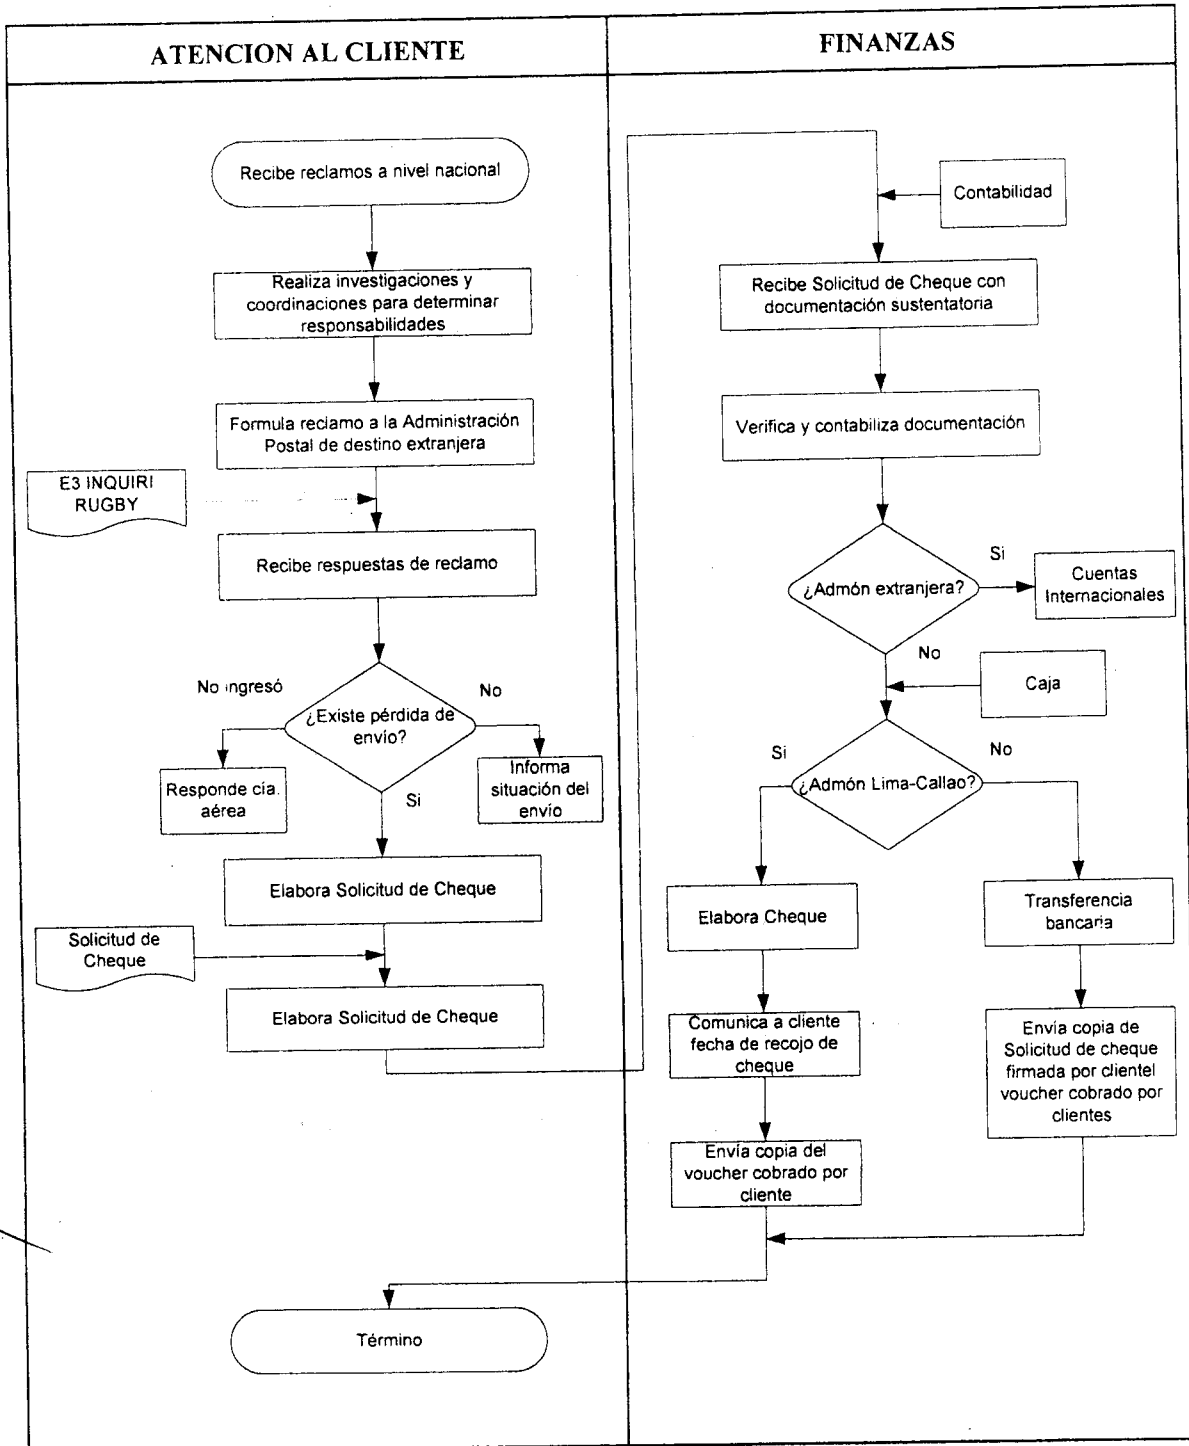 ATENCION AL CLIENTE
FINANZAS
Recibe reclamos a nivel nacional
Realiza investigaciones y
coordinaciones para determinar
responsabilidades
Formula reclamo a la Administración
Postal de destino extranjera
E3 INQUIRI
RUGBY
Recibe respuestas de reclamo
No ingresó
No
¿Existe pérdida de
envío?
Responde cía.
aérea
Si
Informa
situación del
envío
Elabora Solicitud de Cheque
Solicitud de
Cheque
Elabora Solicitud de Cheque
Término
Contabilidad
Recibe Solicitud de Cheque con
documentación sustentatoria
Verifica y contabiliza documentación
Si
¿Admón extranjera?
Cuentas
Internacionales
No
Caja
Si
No
¿Admón Lima-Callao?
Elabora Cheque
Transferencia
bancaria
Comunica a cliente
fecha de recojo de
cheque
Envía copia de
Solicitud de cheque
firmada por clientel
voucher cobrado por
clientes
Envía copia del
voucher cobrado por
cliente